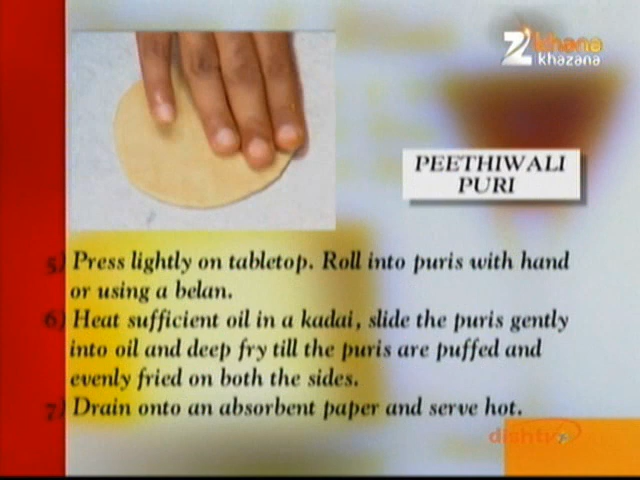 Z khana
khazana
PEETHIWALI
PURI
5) Press lightly on tabletop. Roll into puris with hand
or using a belan.
6) Heat sufficient oil in a kadai, slide the puris gently
into oil and deep fry till the puris are puffed and
evenly fried on both the sides.
7) Drain onto an absorbent paper and serve hot.
dishtv